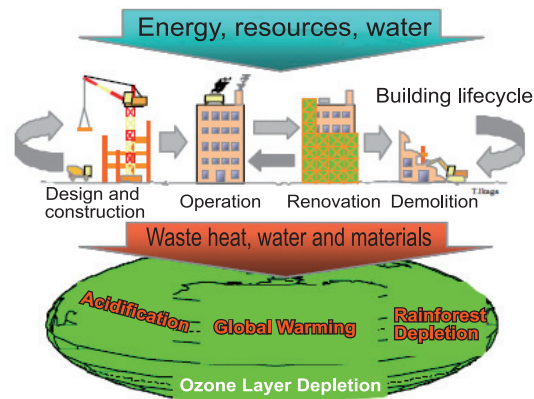 Energy, resources, water
Building lifecycle
Design and
construction
Operation
Renovation
Demolition
T.Ikaga
Waste heat, water and materials
Acidification
Global Warming
Rainforest
Depletion
Ozone Layer Depletion